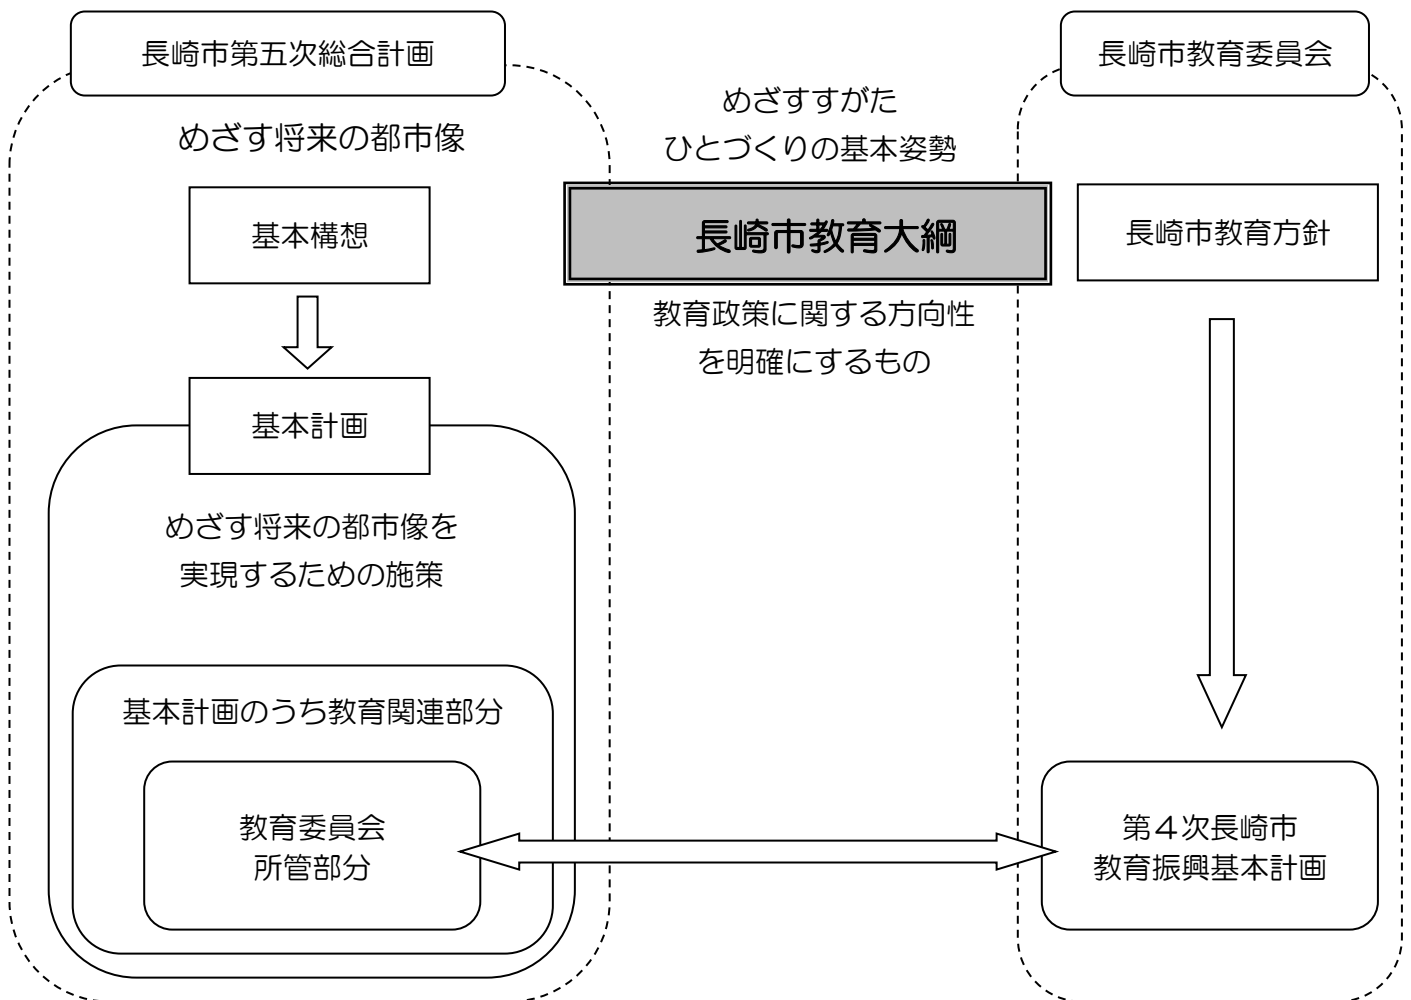 長崎市第五次総合計画
めざす将来の都市像
基本構想
基本計画
めざす将来の都市像を
実現するための施策
基本計画のうち教育関連部分
教育委員会
所管部分
めざすすがた
ひとづくりの基本姿勢
長崎市教育大綱
教育政策に関する方向性
を明確にするもの
長崎市教育委員会
長崎市教育方針
第4次長崎市
教育振興基本計画